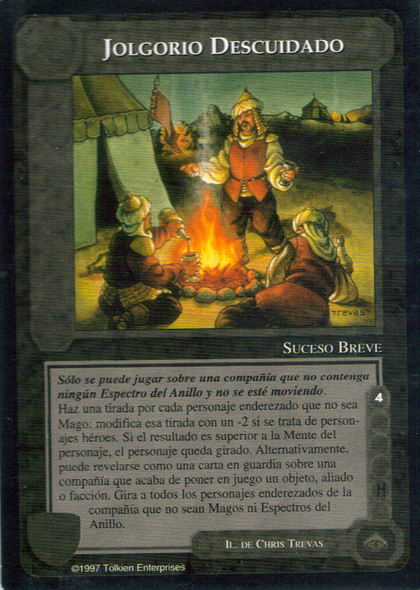 JOLGORIO DESCUIDADO
TREVAS
SUCESO BREVE
Sólo se puede jugar sobre una compañía que no contenga
ningún Espectro del Anillo y no se esté moviendo.
4
Haz una tirada por cada personaje enderezado que no sea
Mago: modifica esa tirada con un -2 si se trata de person-
ajes héroes. Si el resultado es superior a la Mente del
personaje, el personaje queda girado. Alternativamente,
puede revelarse como una carta en guardia sobre una
compañía que acaba de poner en juego un objeto, aliado
o facción. Gira a todos los personajes enderezados de la
compañía que no sean Magos ni Espectros del
Anillo.
H
IL. DE CHRIS TREVAS
©1997 Tolkien Enterprises